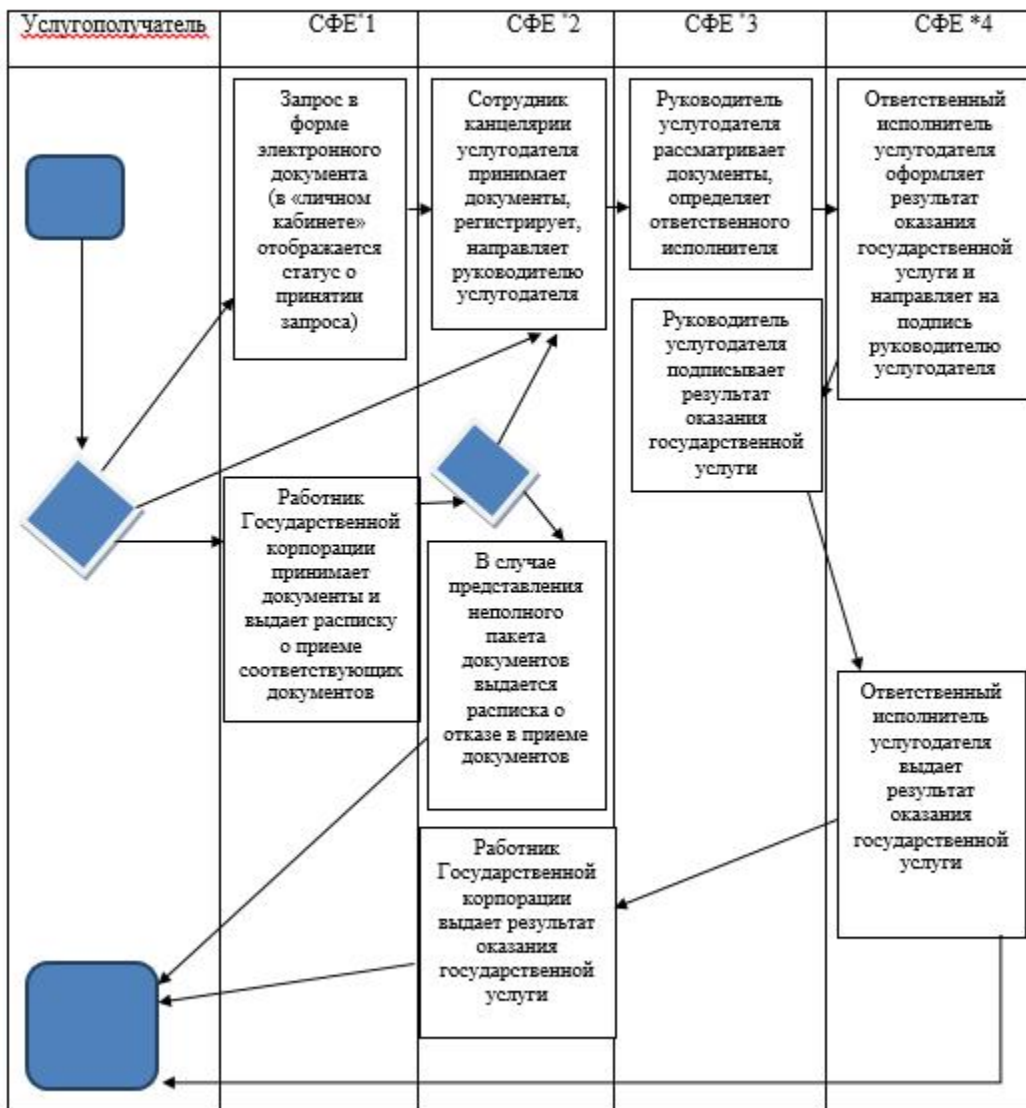 Услугополучатель
СФЕ*1
СФЕ *2
СФЕ *3
СФЕ *4
Запрос в
форме
электронного
документа
(в «личном
кабинете»
отображается
статус о
принятии
запроса)
Сотрудник
канцелярии
услугодателя
принимает
документы,
регистрирует,
направляет
руководителю
услугодателя
Руководитель
услугодателя
рассматривает
документы,
определяет
ответственного
исполнителя
Ответственный
исполнитель
услугодателя
оформляет
результат
оказания
государственной
услуги и
направляет на
подпись
руководителю
услугодателя
Руководитель
услугодателя
подписывает
результат
оказания
государственной
услуги
Работник
Государственной
корпорации
принимает
документы и
выдает расписку
о приеме
соответствующих
документов
В случае
представления
неполного
пакета
документов
выдается
расписка о
отказе в приеме
документов
Ответственный
исполнитель
услугодателя
выдает
результат
оказания
государственной
услуги
Работник
Государственной
корпорации
выдает результат
оказания
государственной
услуги